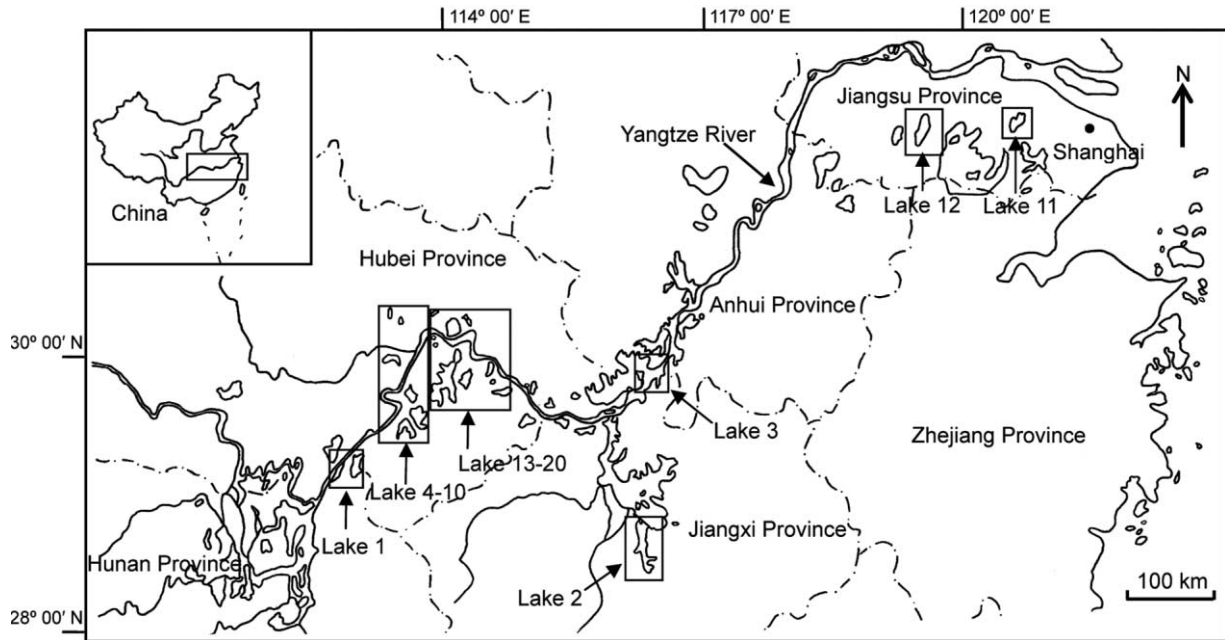 114º 00′ E
117º 00′ E
120º 00′ E
N
Jiangsu Province
Yangtze River
Shanghai
China
Lake 12
Lake 11
Hubei Province
Anhui Province
30º 00′ N
Lake 3
Zhejiang Province
Lake 13-20
Lake 4-10
Jiangxi Province
Lake 1
Hunan Province
100 km
Lake 2
28º 00′ N